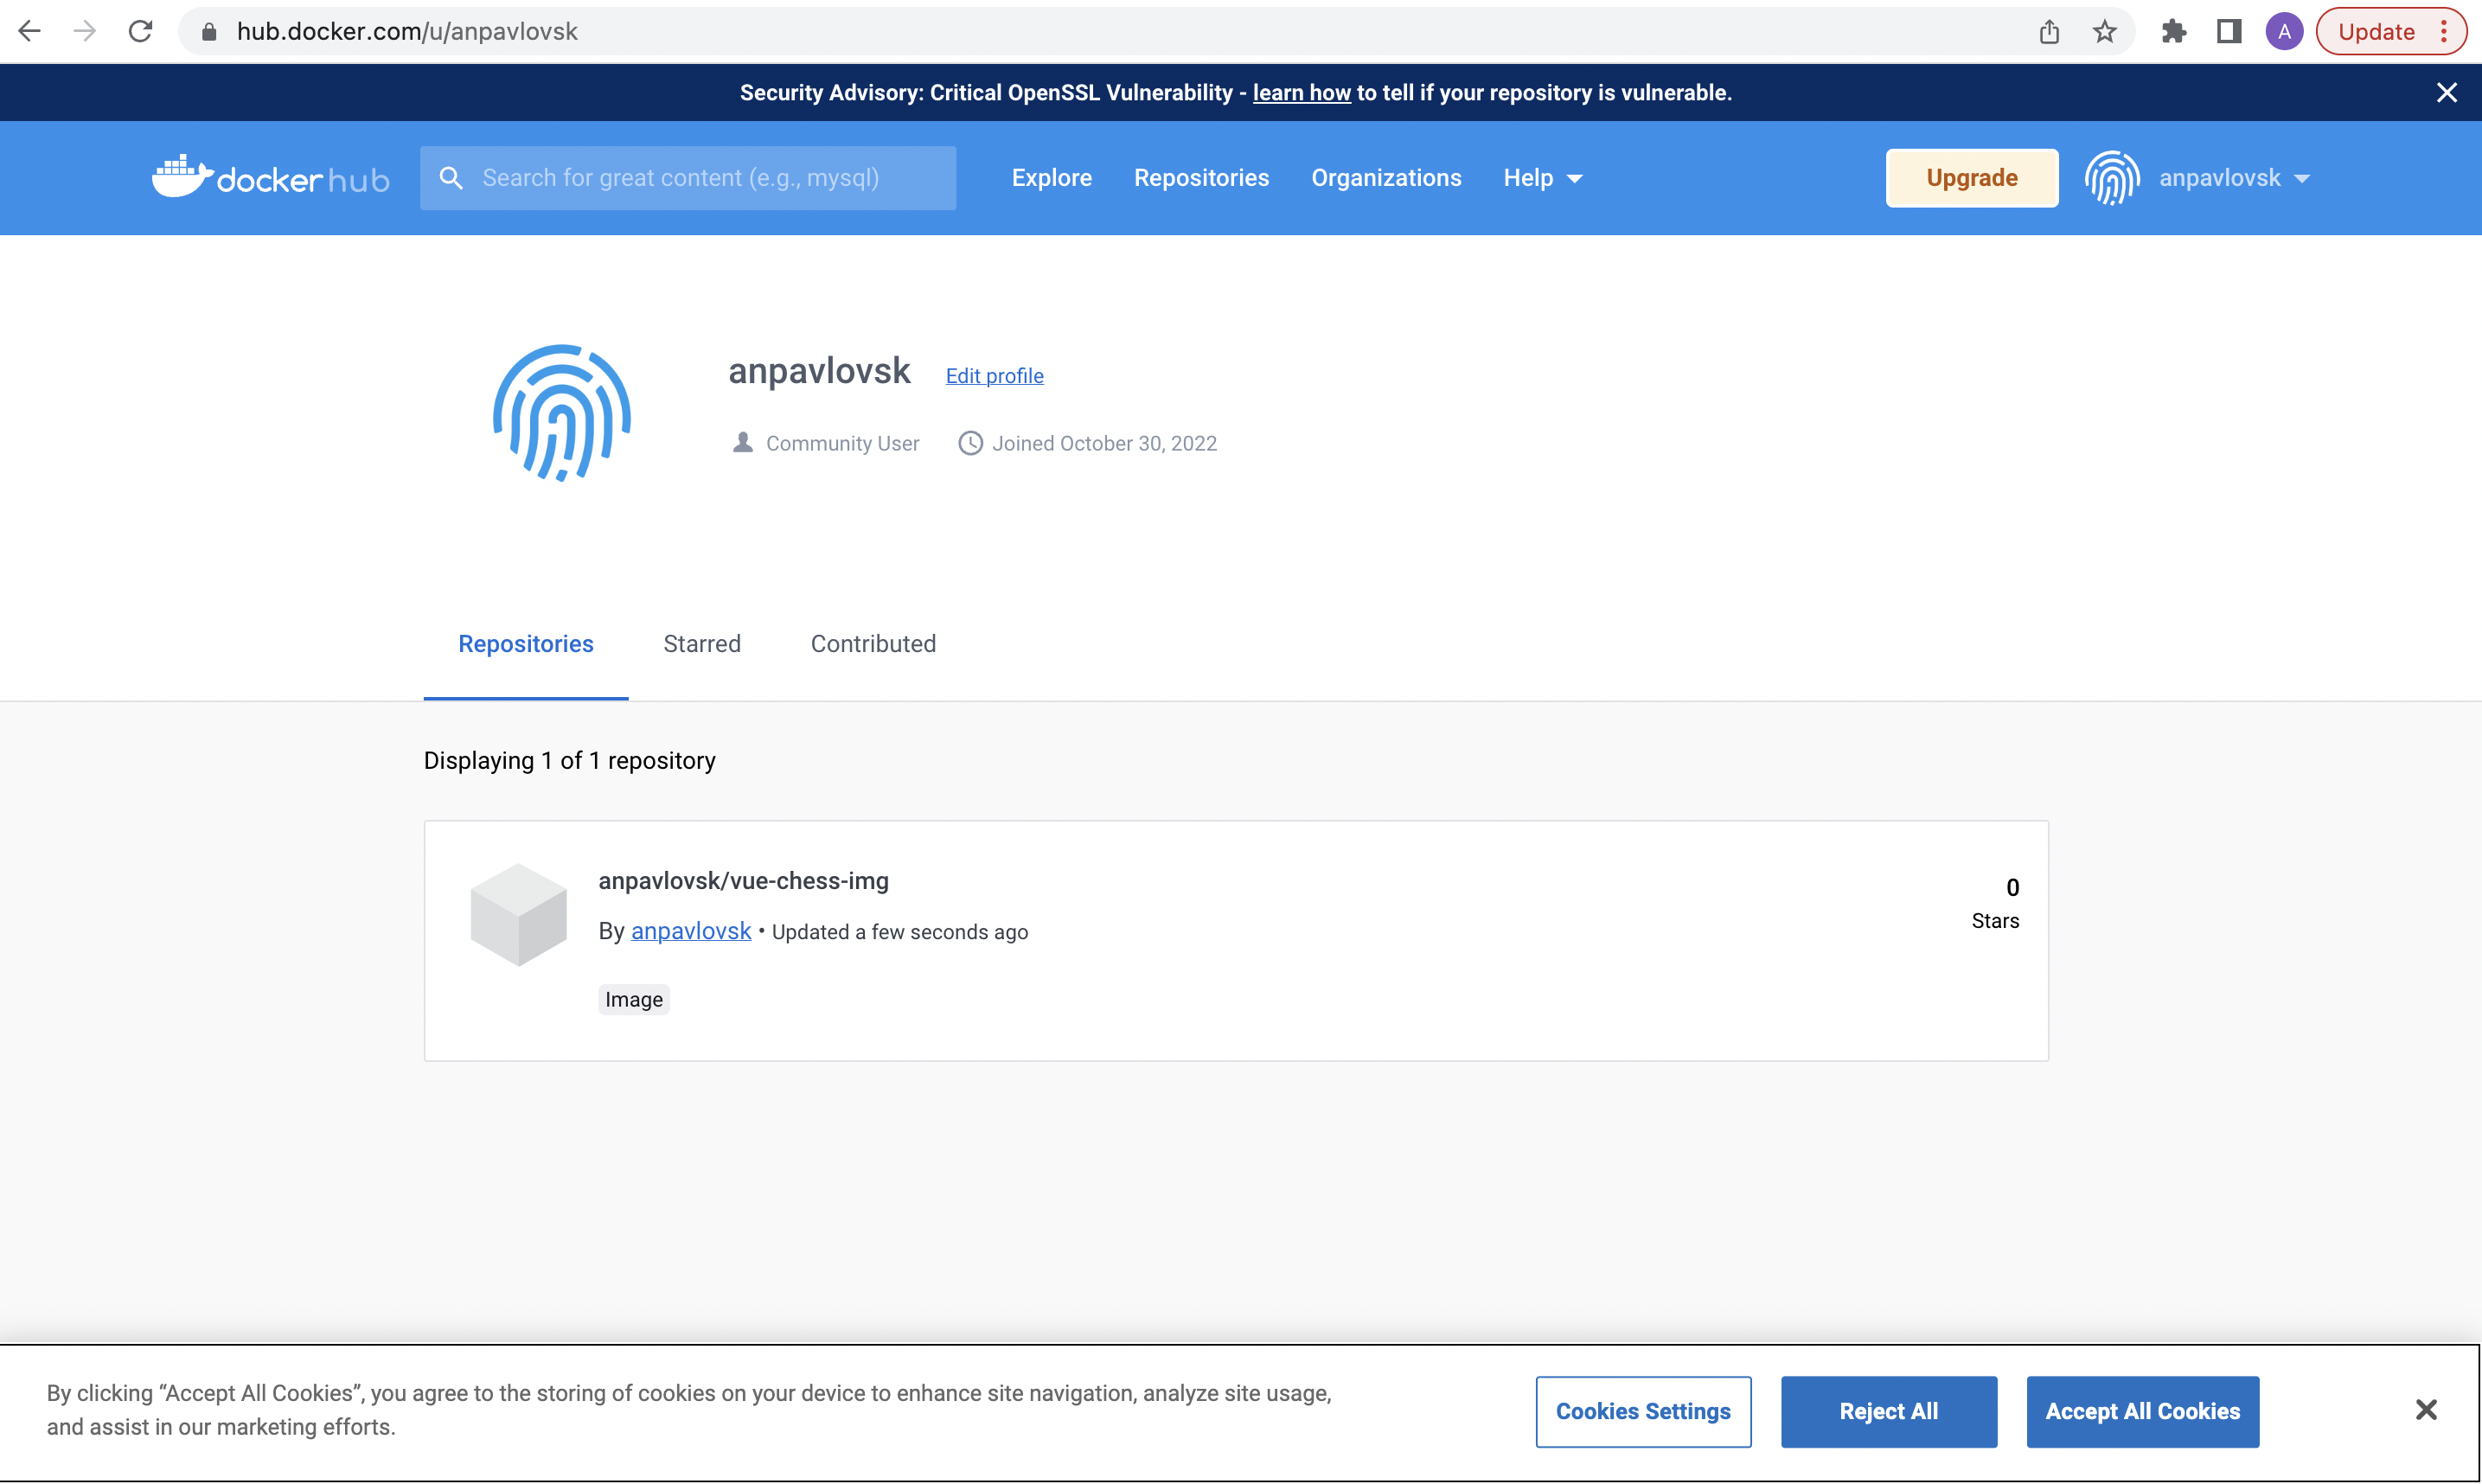 hub.docker.com/u/anpavlovsk
A
Update
Security Advisory: Critical OpenSSL Vulnerability - learn how to tell if your repository is vulnerable.
dockerhub
Search for great content (e.g., mysql)
Explore
Repositories
Organizations
Help
Upgrade
anpavlovsk
anpavlovsk
Edit profile
Community User
Joined October 30, 2022
Repositories
Starred
Contributed
Displaying 1 of 1 repository
anpavlovsk/vue-chess-img
0
By anpavlovsk • Updated a few seconds ago
Stars
Image
By clicking “Accept All Cookies”, you agree to the storing of cookies on your device to enhance site navigation, analyze site usage,
and assist in our marketing efforts.
Cookies Settings
Reject All
Accept All Cookies